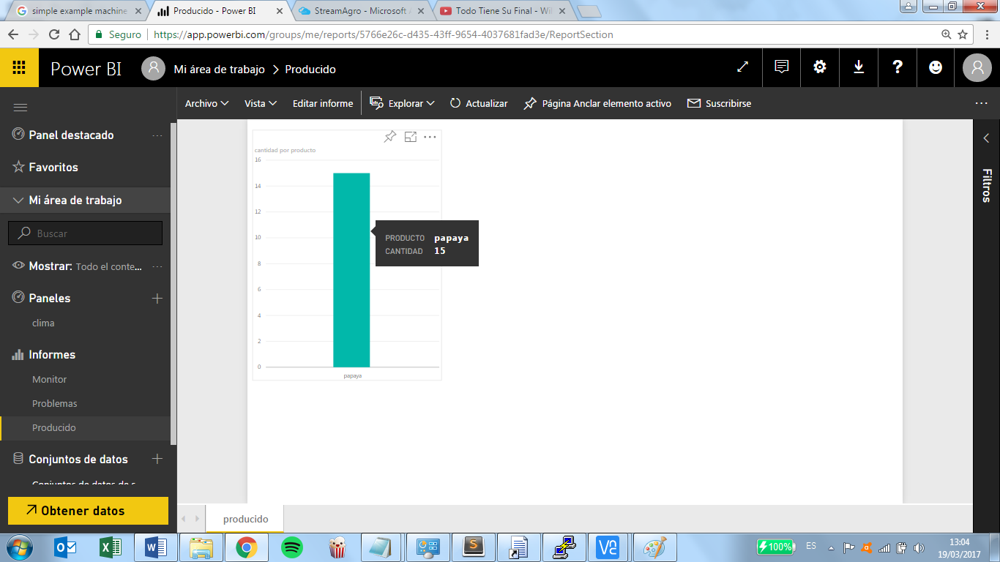 simple example machine
Producido - Power BI
StreamAgro - Microsoft A
Todo Tiene Su Final - Wil
Seguro
https://app.powerbi.com/groups/me/reports/5766e26c-d435-43ff-9654-4037681fad3e/ReportSection
Power BI
Mi área de trabajo > Producido
Archivo
Vista
Editar informe
Explorar
Actualizar
Página Anclar elemento activo
Suscribirse
Panel destacado
Favoritos
Mi área de trabajo
Buscar
Mostrar: Todo el conte...
Paneles
clima
Informes
Monitor
Problemas
Producido
Conjuntos de datos
Conjuntos de datos de s
Obtener datos
cantidad por producto
16
14
12
10
8
6
4
2
0
papaya
PRODUCTO papaya
CANTIDAD 15
Filtros
producido
100%
ES
13:04
19/03/2017